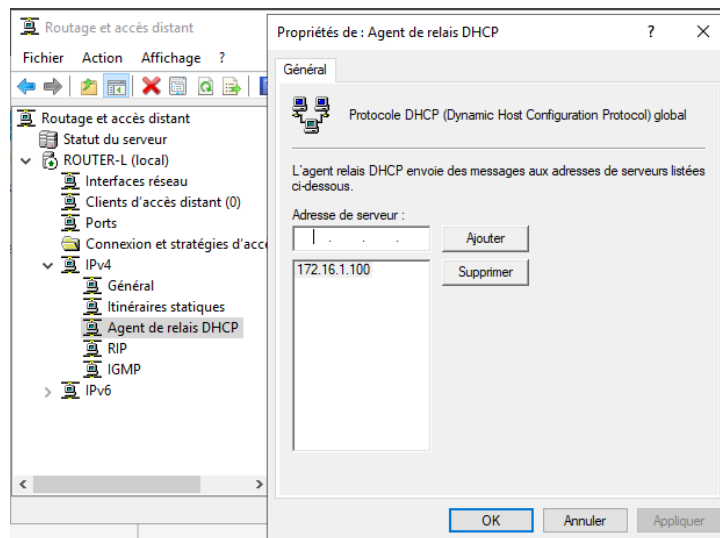 Routage et accès distant
Fichier Action Affichage ?
Routage et accès distant
Statut du serveur
ROUTER-L (local)
Interfaces réseau
Clients d'accès distant (0)
Ports
Connexion et stratégies d'accè
IPv4
Général
Itinéraires statiques
Agent de relais DHCP
RIP
IGMP
IPv6
Propriétés de : Agent de relais DHCP ? ×
Général
Protocole DHCP (Dynamic Host Configuration Protocol) global
L'agent relais DHCP envoie des messages aux adresses de serveurs listées
ci-dessous.
Adresse de serveur :
. . .
Ajouter
172.16.1.100
Supprimer
OK Annuler Appliquer